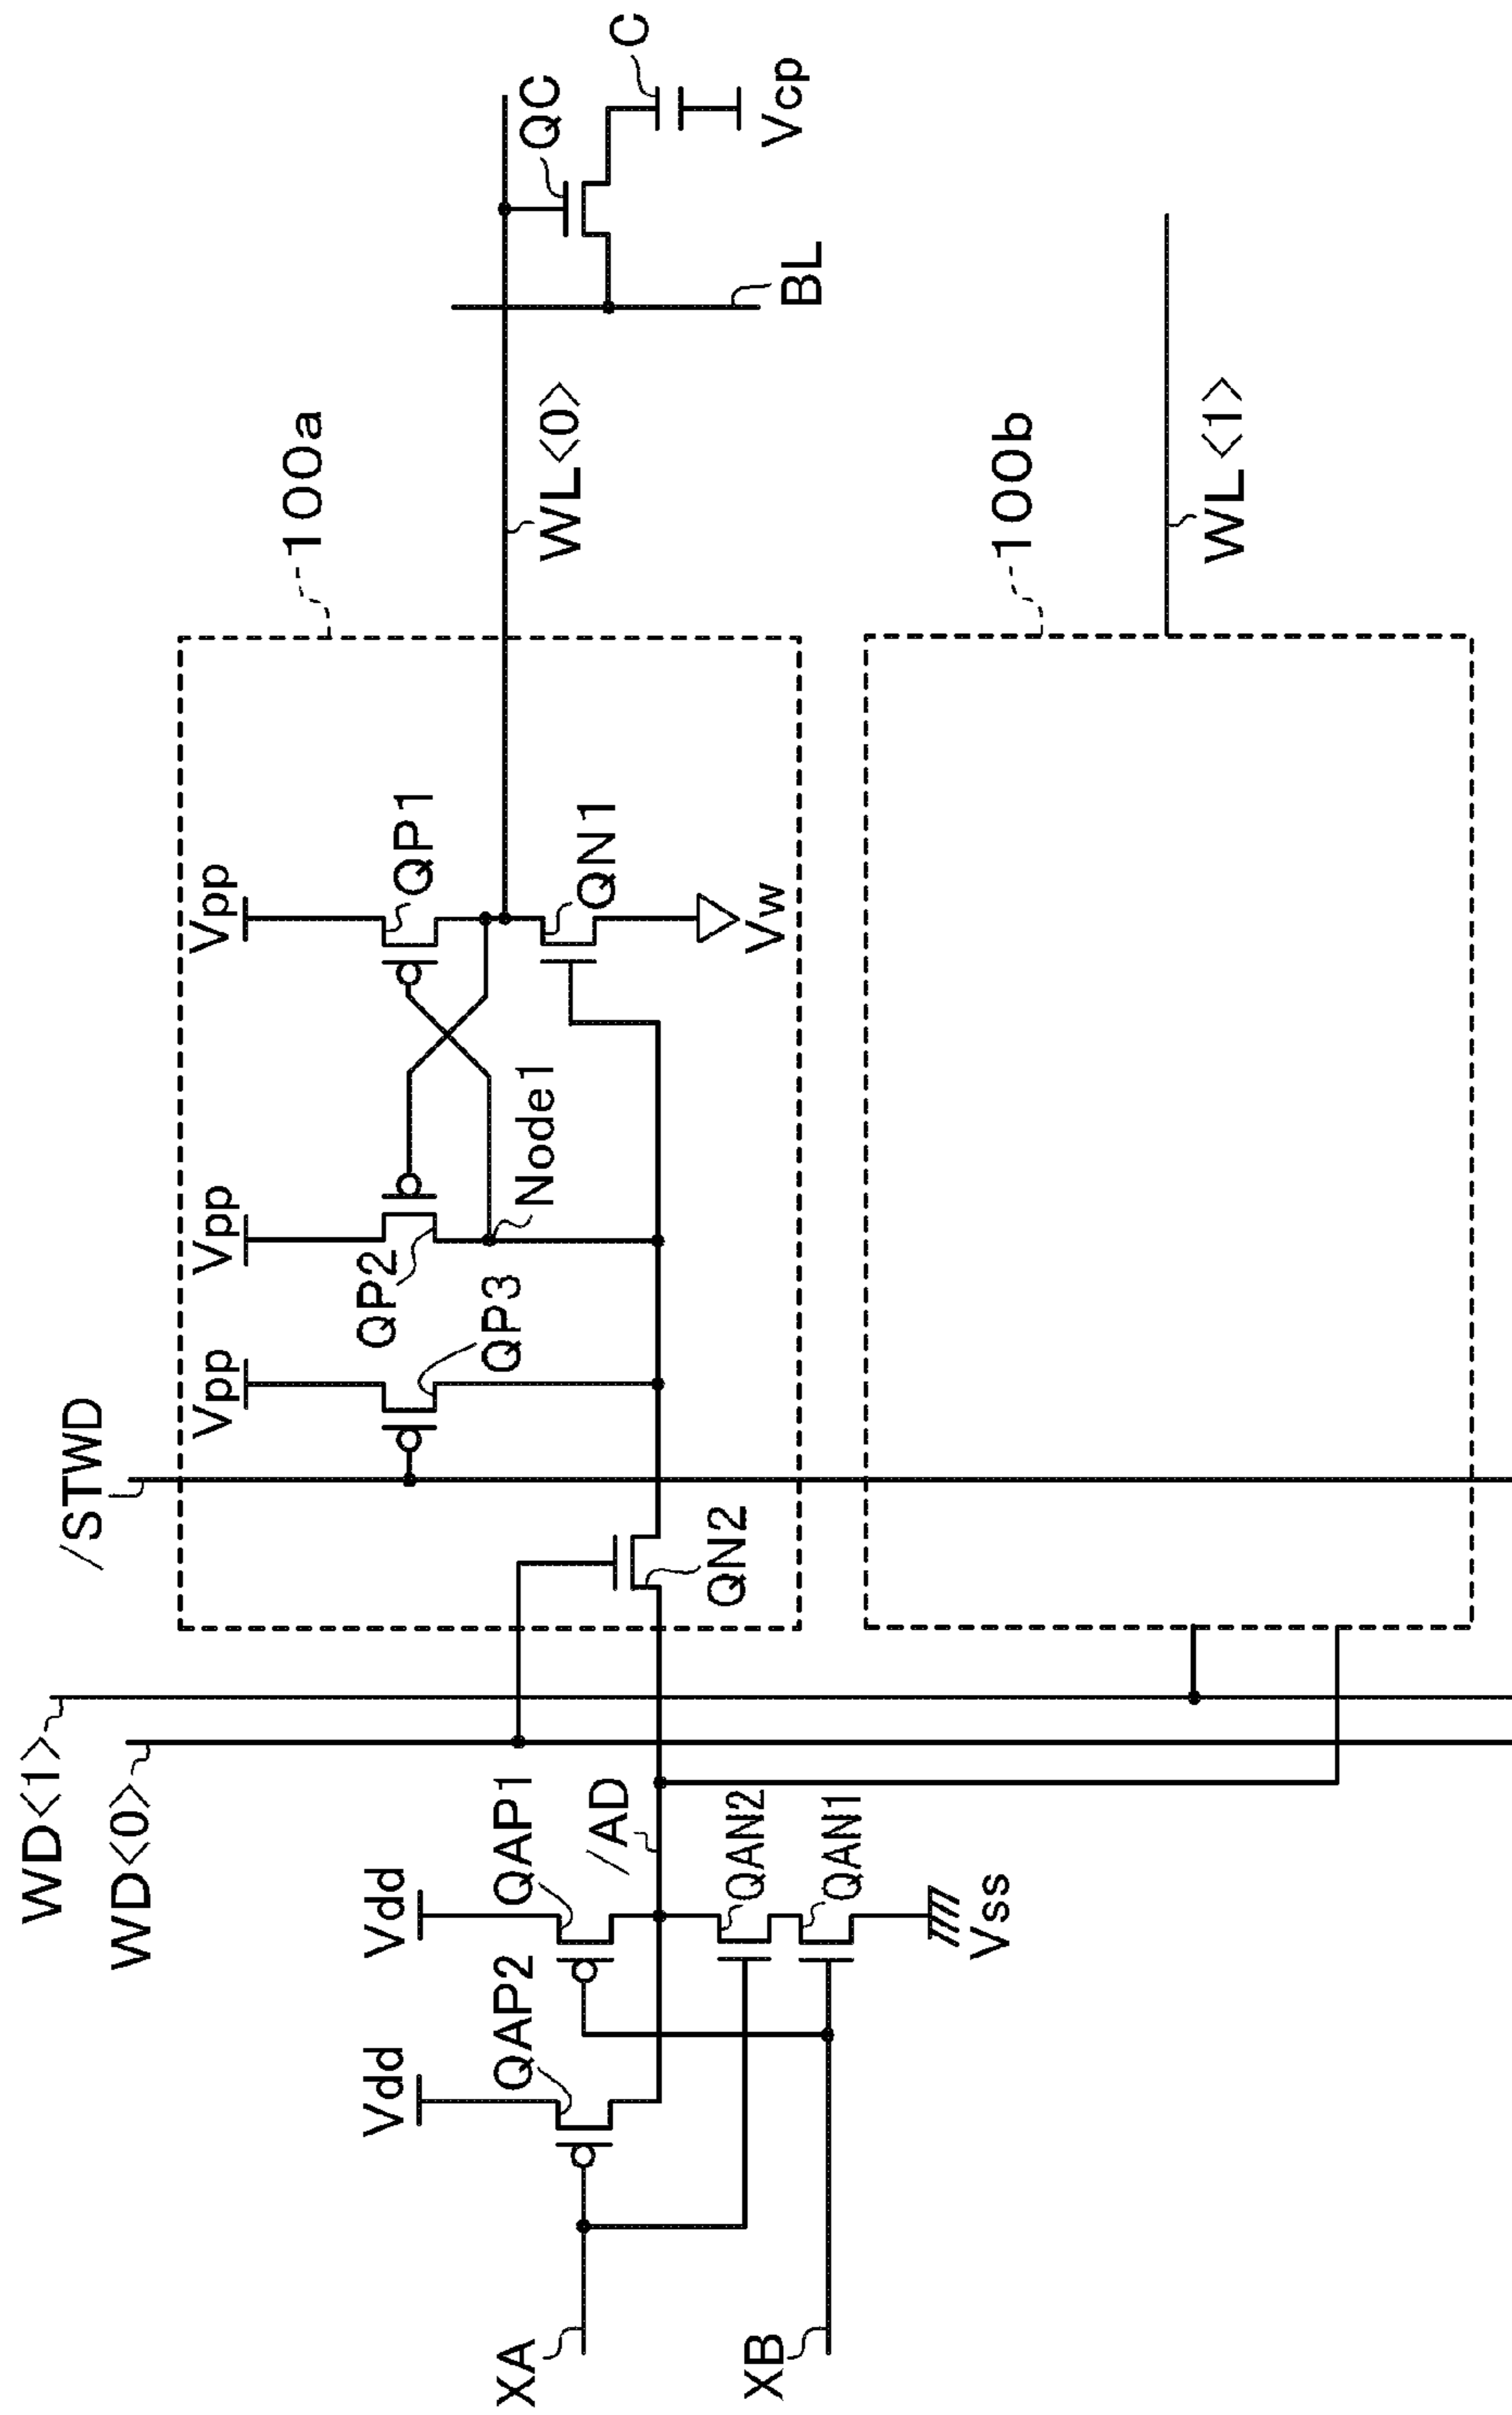 WD<1>
WD<0>
/STWD
Vpp
Vpp
Vpp
100a
QP2
QP1
QP3
Node1
QN1
QN2
Vw
WL<0>
QC
C
Vcp
BL
Vdd
Vdd
QAP2
QAP1
/AD
QAN2
QAN1
Vss
XA
XB
100b
WL<1>